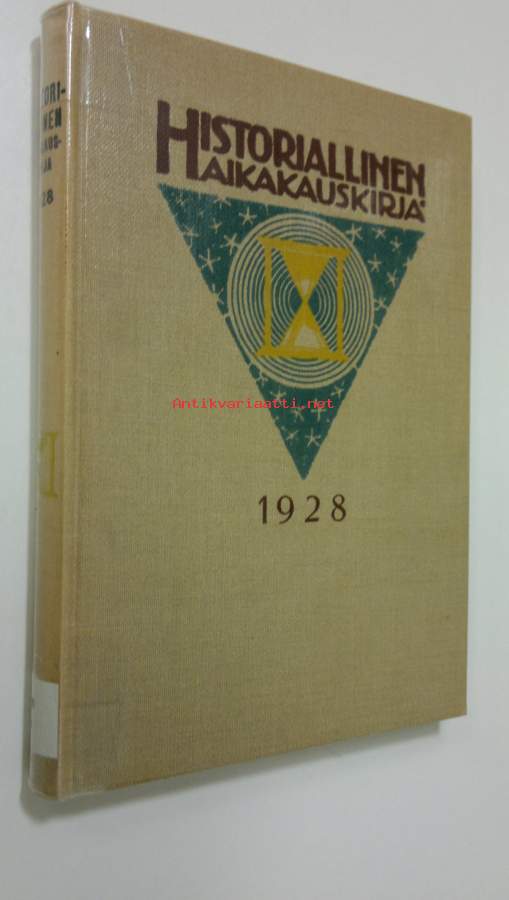 HISTORIALLINEN
AIKAKAUSKIRJA
1928
Antikvariaatti.net